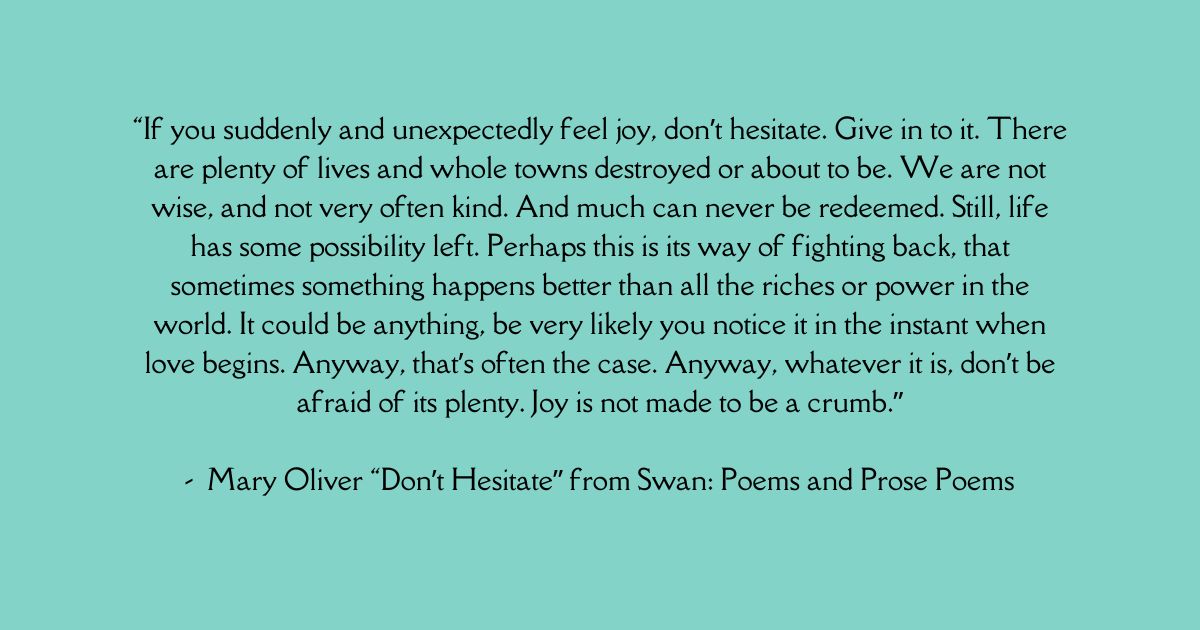 “If you suddenly and unexpectedly feel joy, don't hesitate. Give in to it. There
are plenty of lives and whole towns destroyed or about to be. We are not
wise, and not very often kind. And much can never be redeemed. Still, life
has some possibility left. Perhaps this is its way of fighting back, that
sometimes something happens better than all the riches or power in the
world. It could be anything, be very likely you notice it in the instant when
love begins. Anyway, that's often the case. Anyway, whatever it is, don't be
afraid of its plenty. Joy is not made to be a crumb."
- Mary Oliver “Don't Hesitate" from Swan: Poems and Prose Poems